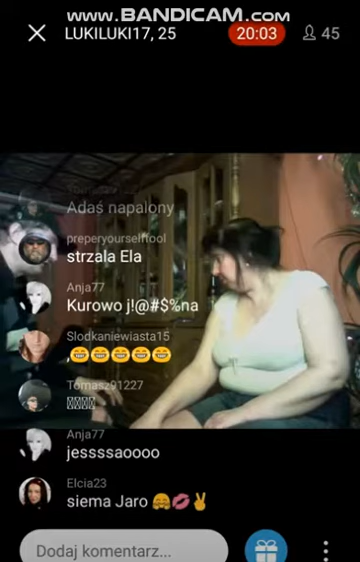 www.BANDICAM.com
LUKILUKI17, 25
20:03
45
Adaś napalony
preperyourselffool
strzala Ela
Anja77
Kurowo j!@#$%na
Slodkaniewiasta15
,😂😂😂😂😂
Tomasz91227
Anja77
jessssaoooo
Elcia23
siema Jaro 🤗💋✌
Dodaj komentarz...